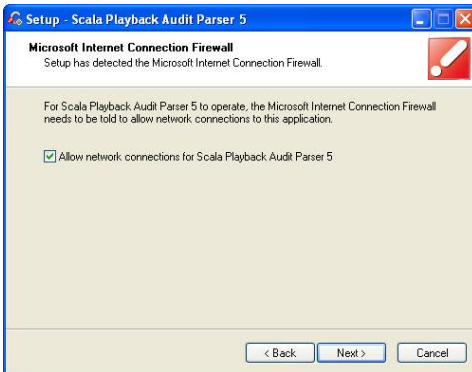 Setup - Scala Playback Audit Parser 5
Microsoft Internet Connection Firewall
Setup has detected the Microsoft Internet Connection Firewall.
For Scala Playback Audit Parser 5 to operate, the Microsoft Internet Connection Firewall
needs to be told to allow network connections to this application.
Allow network connections for Scala Playback Audit Parser 5
< Back Next > Cancel